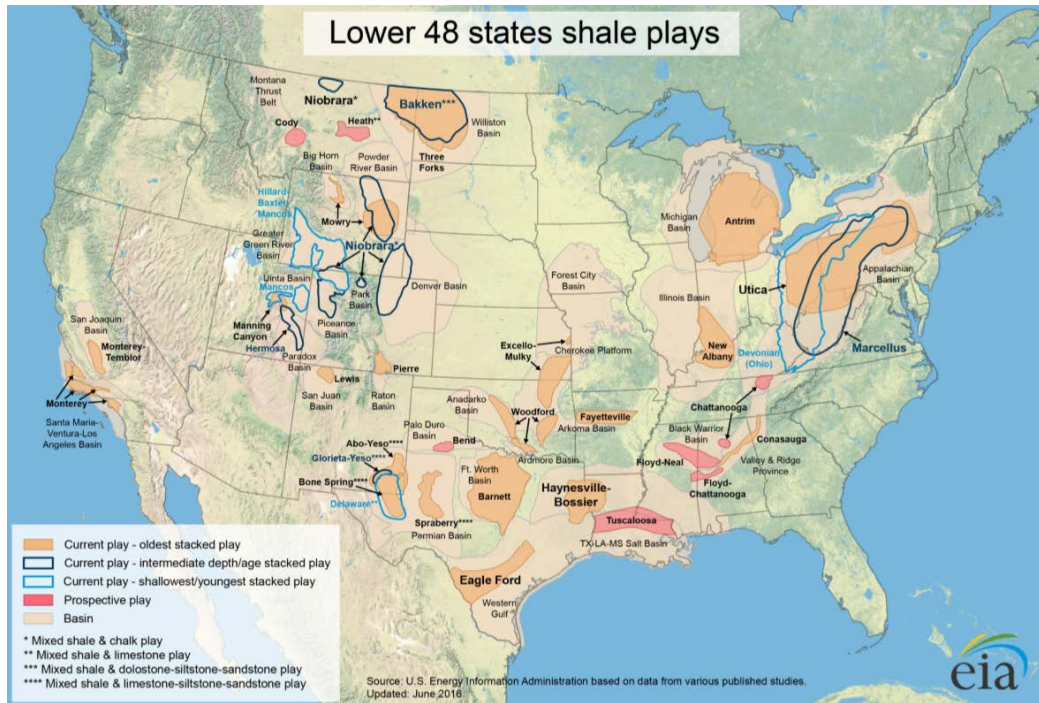 Lower 48 states shale plays
Montana
Thrust
Belt
Niobrara*
Bakken***
Cody
Heath**
Williston
Basin
Big Horn
Basin
Powder
River Basin
Three
Forks
Hillard-
Baxter-
Mancos
Mowry
Greater
Green River
Basin
Niobrara*
Michigan
Basin
Antrim
Uinta Basin
Mancos
Park
Basin
Denver Basin
Forest City
Basin
Illinois Basin
Utica
Appalachian
Basin
San Joaquin
Basin
Monterey-
Temblor
Manning
Canyon
Piceance
Basin
Hermosa
Paradox
Basin
Excello-
Mulky
Cherokee Platform
New
Albany
Devonian
(Ohio)
Marcellus
Lewis
Pierre
Monterey
San Juan
Basin
Raton
Basin
Anadarko
Basin
Woodford
Fayetteville
Arkoma Basin
Chattanooga
Santa Maria-
Ventura-Los
Angeles Basin
Palo Duro
Basin
Bend
Black Warrior
Basin
Conasauga
Abo-Yeso****
Glorieta-Yeso****
Ardmore Basin
Floyd-Neal
Valley & Ridge
Province
Bone Spring****
Ft. Worth
Basin
Barnett
Haynesville-
Bossier
Floyd-
Chattanooga
Delaware**
Spraberry****
Permian Basin
Tuscaloosa
TX-LA-MS Salt Basin
Eagle Ford
Western
Gulf
Current play - oldest stacked play
Current play - intermediate depth/age stacked play
Current play - shallowest/youngest stacked play
Prospective play
Basin
* Mixed shale & chalk play
** Mixed shale & limestone play
*** Mixed shale & dolostone-siltstone-sandstone play
**** Mixed shale & limestone-siltstone-sandstone play
Source: U.S. Energy Information Administration based on data from various published studies.
Updated: June 2016.
eia